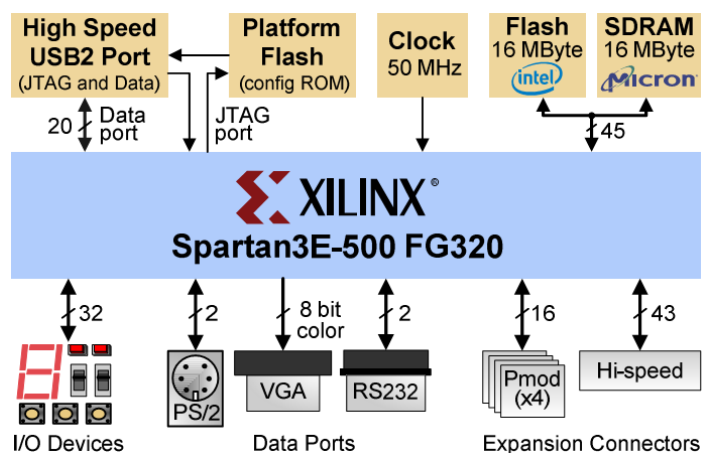 High Speed
USB2 Port
(JTAG and Data)
Platform
Flash
(config ROM)
Clock
50 MHz
Flash
16 MByte
intel
SDRAM
16 MByte
Micron
20
Data
port
JTAG
port
45
XILINX®
Spartan3E-500 FG320
32
2
8 bit
color
2
16
43
PS/2
VGA
RS232
Pmod
(x4)
Hi-speed
I/O Devices
Data Ports
Expansion Connectors